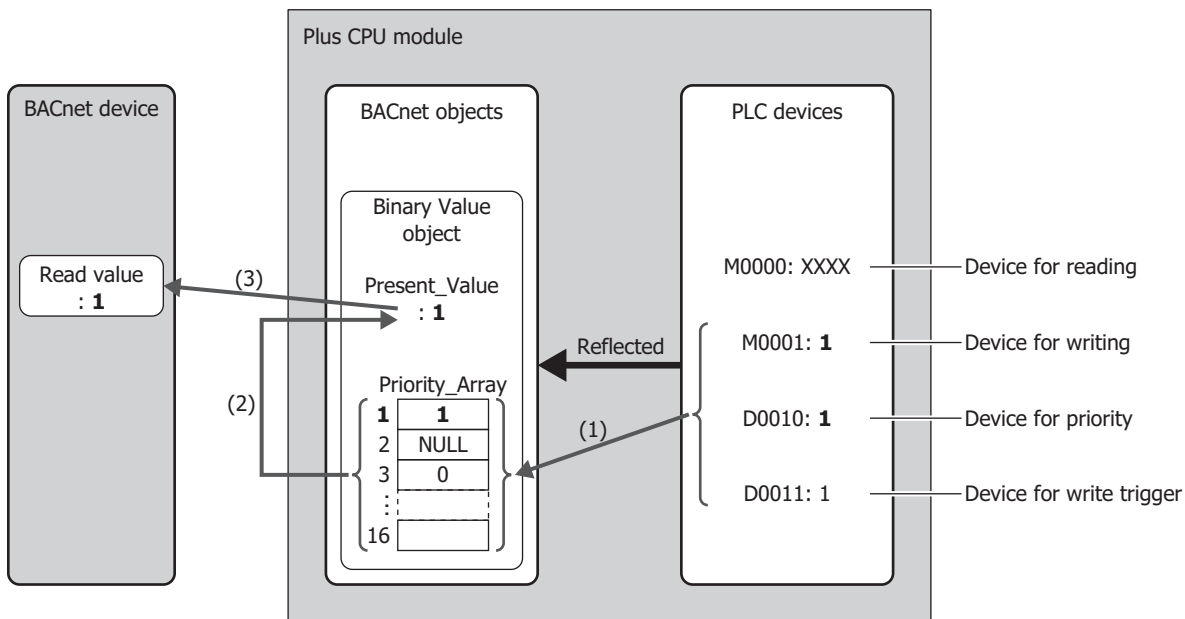 Plus CPU module
BACnet device
BACnet objects
PLC devices
Binary Value
object
Read value
: 1
(3)
Present_Value
: 1
M0000: XXXX
Device for reading
Reflected
M0001: 1
Device for writing
(2)
Priority_Array
1 1
(1)
D0010: 1
Device for priority
2 NULL
3 0
D0011: 1
Device for write trigger
:
16